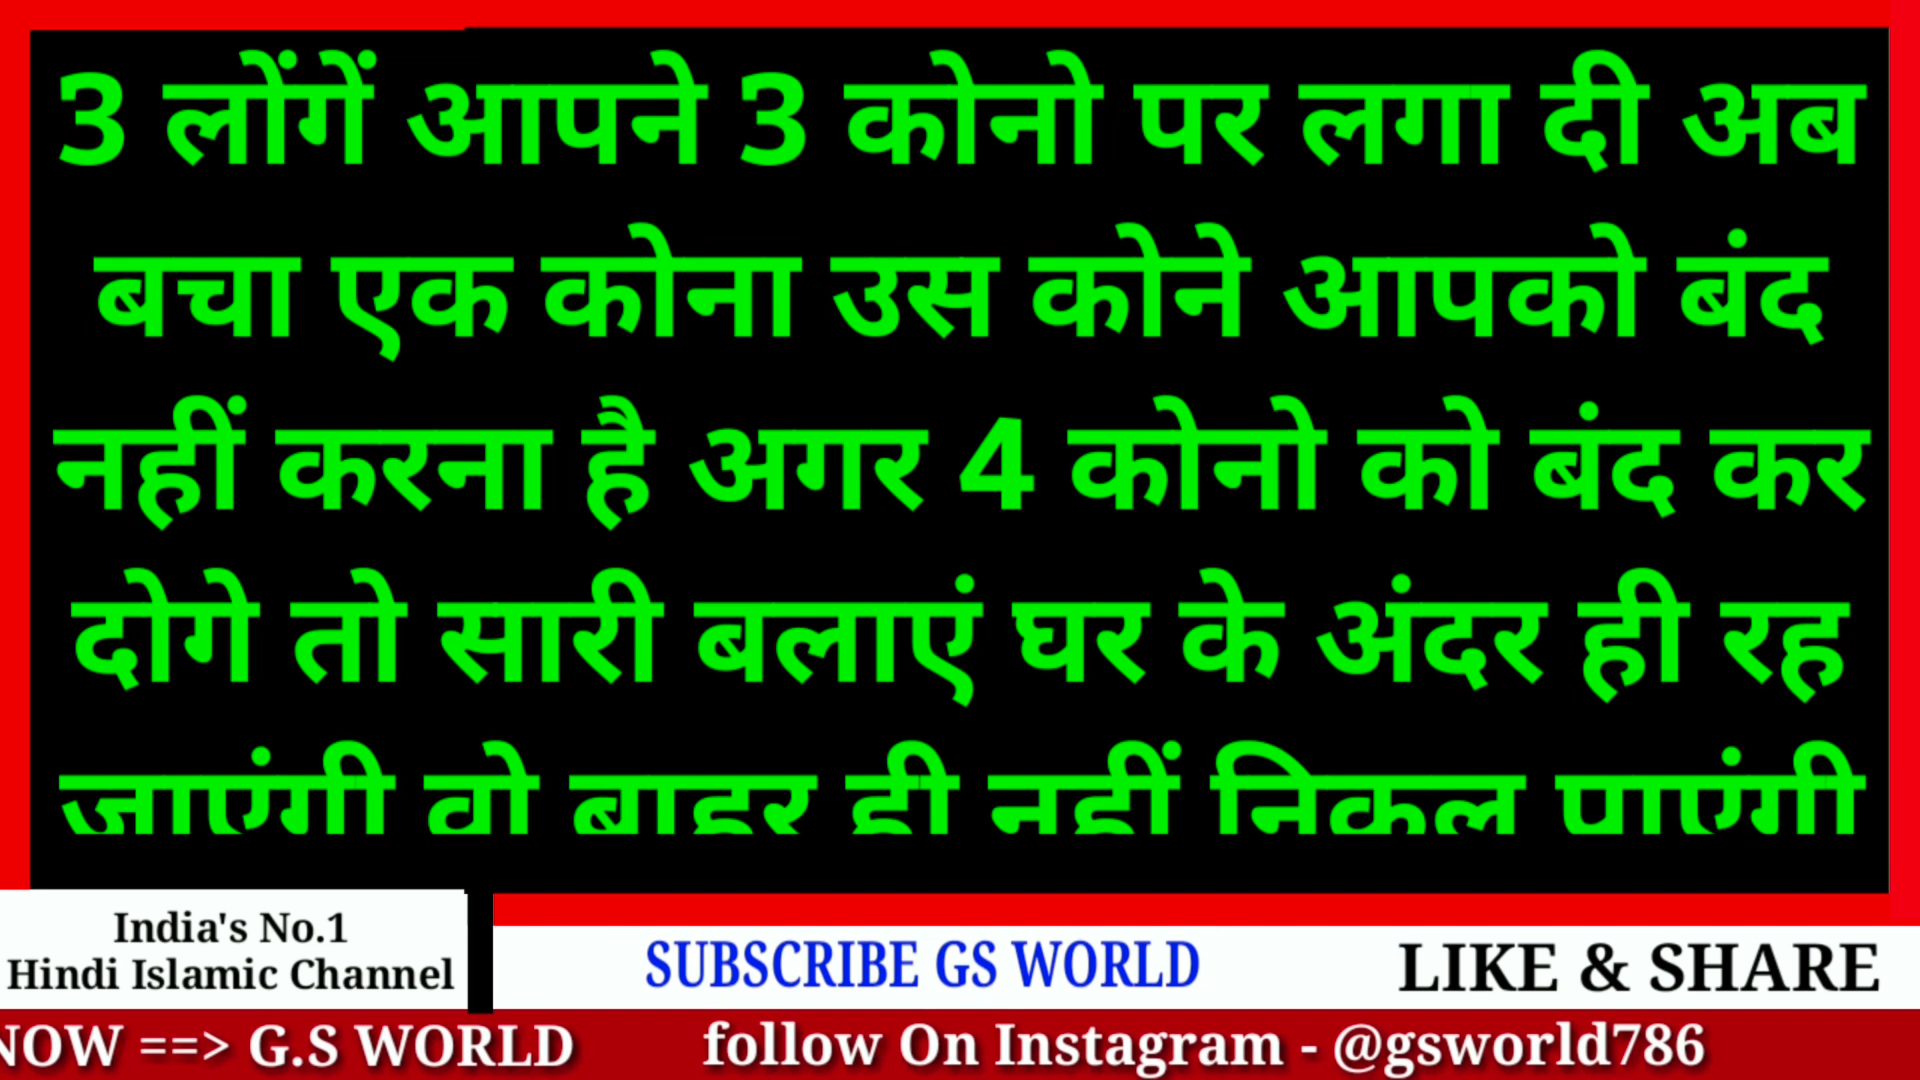 3 लोंगें आपने 3 कोनो पर लगा दी अब
बचा एक कोना उस कोने आपको बंद
नहीं करना है अगर 4 कोनो को बंद कर
दोगे तो सारी बलाएं घर के अंदर ही रह
जाएंगी वो बाहर ही नहीं निकल पाएंगी
India's No.1
Hindi Islamic Channel
SUBSCRIBE GS WORLD
LIKE & SHARE
NOW ==> G.S WORLD
follow On Instagram - @gsworld786